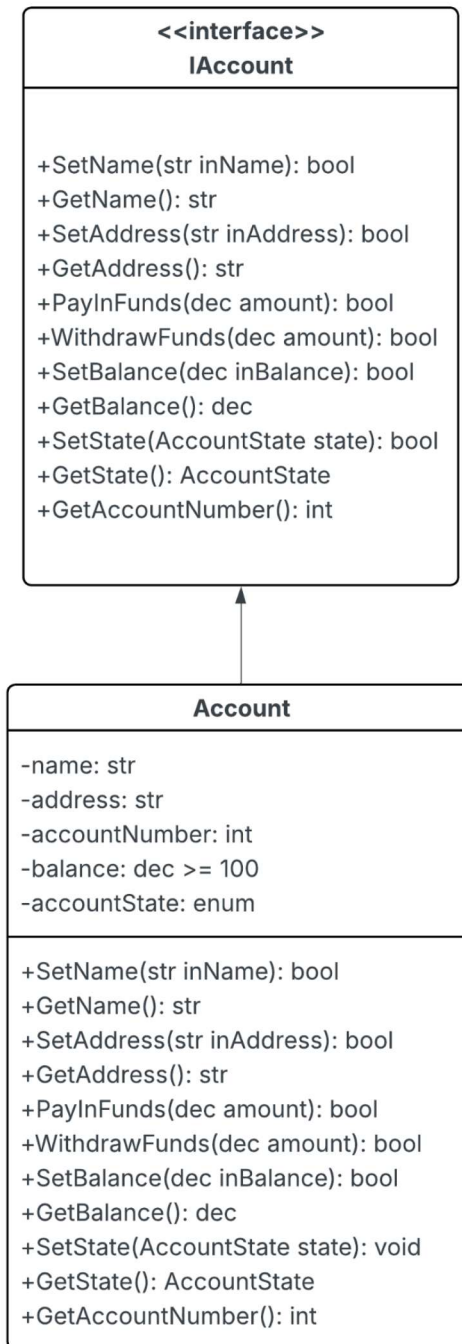 <<interface>>
IAccount
+SetName(str inName): bool
+GetName(): str
+SetAddress(str inAddress): bool
+GetAddress(): str
+PayInFunds(dec amount): bool
+WithdrawFunds(dec amount): bool
+SetBalance(dec inBalance): bool
+GetBalance(): dec
+SetState(AccountState state): bool
+GetState(): AccountState
+GetAccountNumber(): int
Account
-name: str
-address: str
-accountNumber: int
-balance: dec >= 100
-accountState: enum
+SetName(str inName): bool
+GetName(): str
+SetAddress(str inAddress): bool
+GetAddress(): str
+PayInFunds(dec amount): bool
+WithdrawFunds(dec amount): bool
+SetBalance(dec inBalance): bool
+GetBalance(): dec
+SetState(AccountState state): void
+GetState(): AccountState
+GetAccountNumber(): int